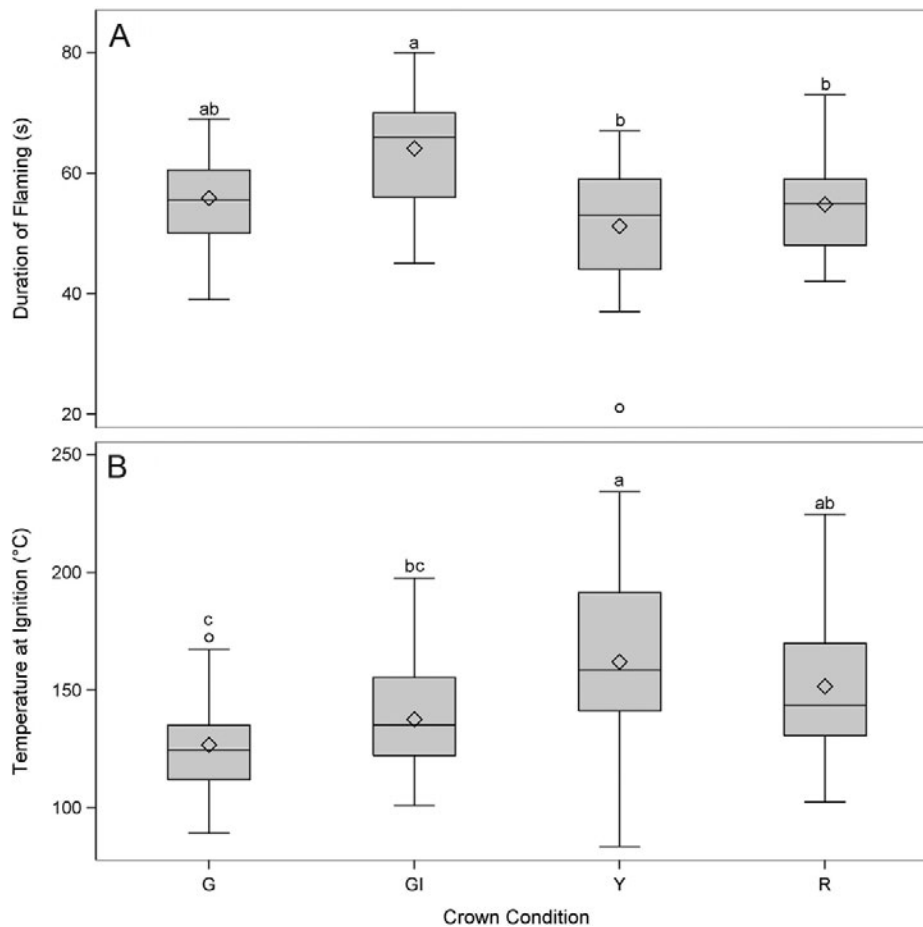 A
80
60
40
20
Duration of Flaming (s)
ab
a
b
b
B
250
200
150
100
Temperature at Ignition (°C)
c
bc
a
ab
G GI Y R
Crown Condition